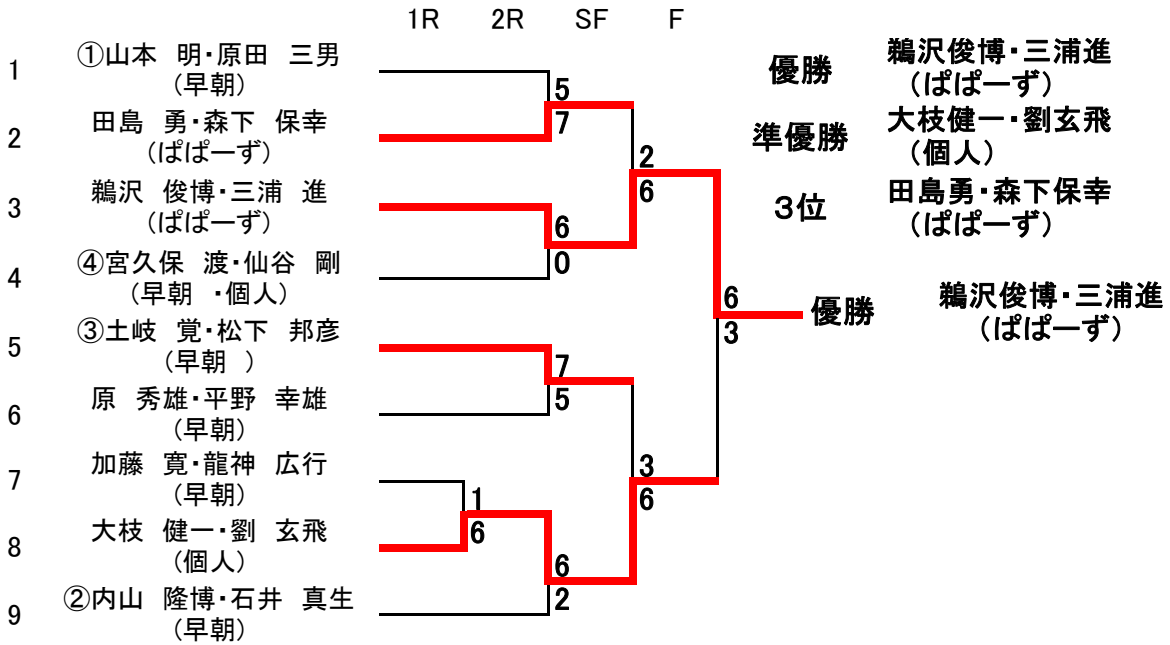 1R 2R SF F
1 ①山本 明・原田 三男
(早朝)
2 田島 勇・森下 保幸
(ぱぱーず)
3 鵜沢 俊博・三浦 進
(ぱぱーず)
4 ④宮久保 渡・仙谷 剛
(早朝 ・個人)
5 ③土岐 覚・松下 邦彦
(早朝 )
6 原 秀雄・平野 幸雄
(早朝)
7 加藤 寛・龍神 広行
(早朝)
8 大枝 健一・劉 玄飛
(個人)
9 ②内山 隆博・石井 真生
(早朝)
5
7
6
0
7
5
1
6
6
2
2
6
3
6
6
3
優勝 鵜沢俊博・三浦進
(ぱぱーず)
準優勝 大枝健一・劉玄飛
(個人)
3位 田島勇・森下保幸
(ぱぱーず)
優勝 鵜沢俊博・三浦進
(ぱぱーず)